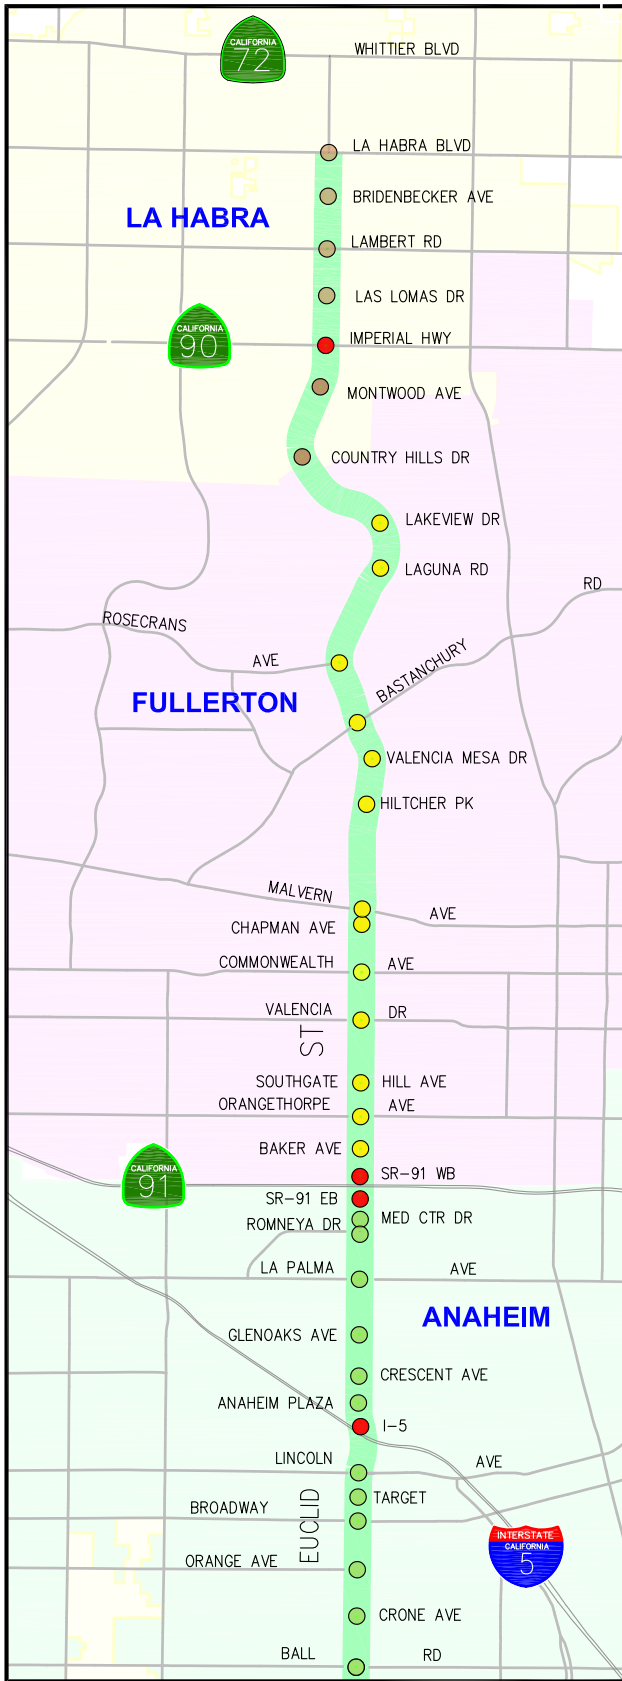 CALIFORNIA
72
WHITTIER BLVD
LA HABRA BLVD
BRIDENBECKER AVE
LA HABRA
LAMBERT RD
LAS LOMAS DR
CALIFORNIA
90
IMPERIAL HWY
MONTWOOD AVE
COUNTRY HILLS DR
LAKEVIEW DR
LAGUNA RD
RD
ROSECRANS
AVE
BASTANCHURY
FULLERTON
VALENCIA MESA DR
HILTCHER PK
MALVERN
AVE
CHAPMAN AVE
COMMONWEALTH
AVE
VALENCIA
DR
ST
SOUTHGATE
HILL AVE
ORANGETHORPE
AVE
BAKER AVE
CALIFORNIA
91
SR-91 WB
SR-91 EB
MED CTR DR
ROMNEYA DR
LA PALMA
AVE
ANAHEIM
GLENOAKS AVE
CRESCENT AVE
ANAHEIM PLAZA
I-5
LINCOLN
AVE
TARGET
BROADWAY
EUCLID
INTERSTATE
CALIFORNIA
5
ORANGE AVE
CRONE AVE
BALL
RD